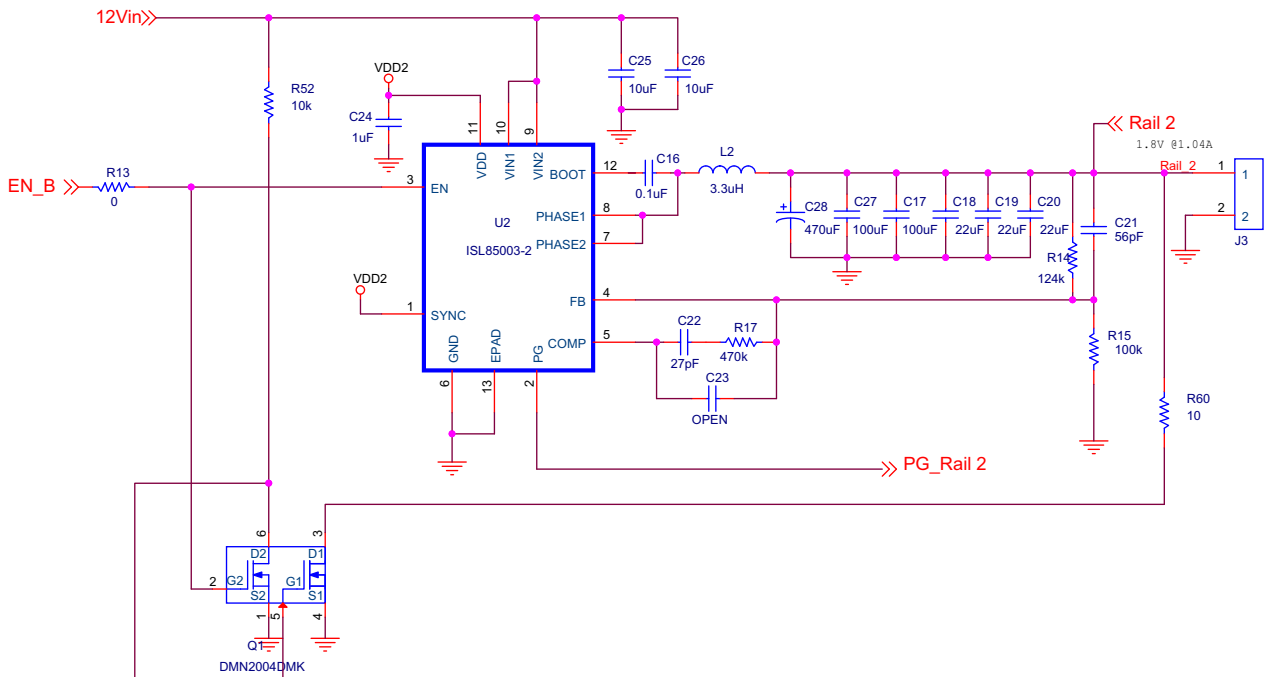 12Vin
VDD2
R52
10k
C24
1uF
C25
10uF
C26
10uF
11
10
9
VDD
VIN1
VIN2
EN_B
R13
0
3
EN
BOOT
12
C16
0.1uF
L2
3.3uH
Rail 2
1.8V @1.04A
Rail_2
1
1
2
2
J3
U2
ISL85003-2
PHASE1
8
PHASE2
7
C28
470uF
C27
100uF
C17
100uF
C18
22uF
C19
22uF
C20
22uF
C21
56pF
R14
124k
VDD2
1
SYNC
FB
4
COMP
5
C22
27pF
R17
470k
C23
OPEN
R15
100k
R60
10
GND
EPAD
PG
6
13
2
PG_Rail 2
6
3
D2
D1
2
G2
G1
S2
S1
1
5
4
Q1
DMN2004DMK